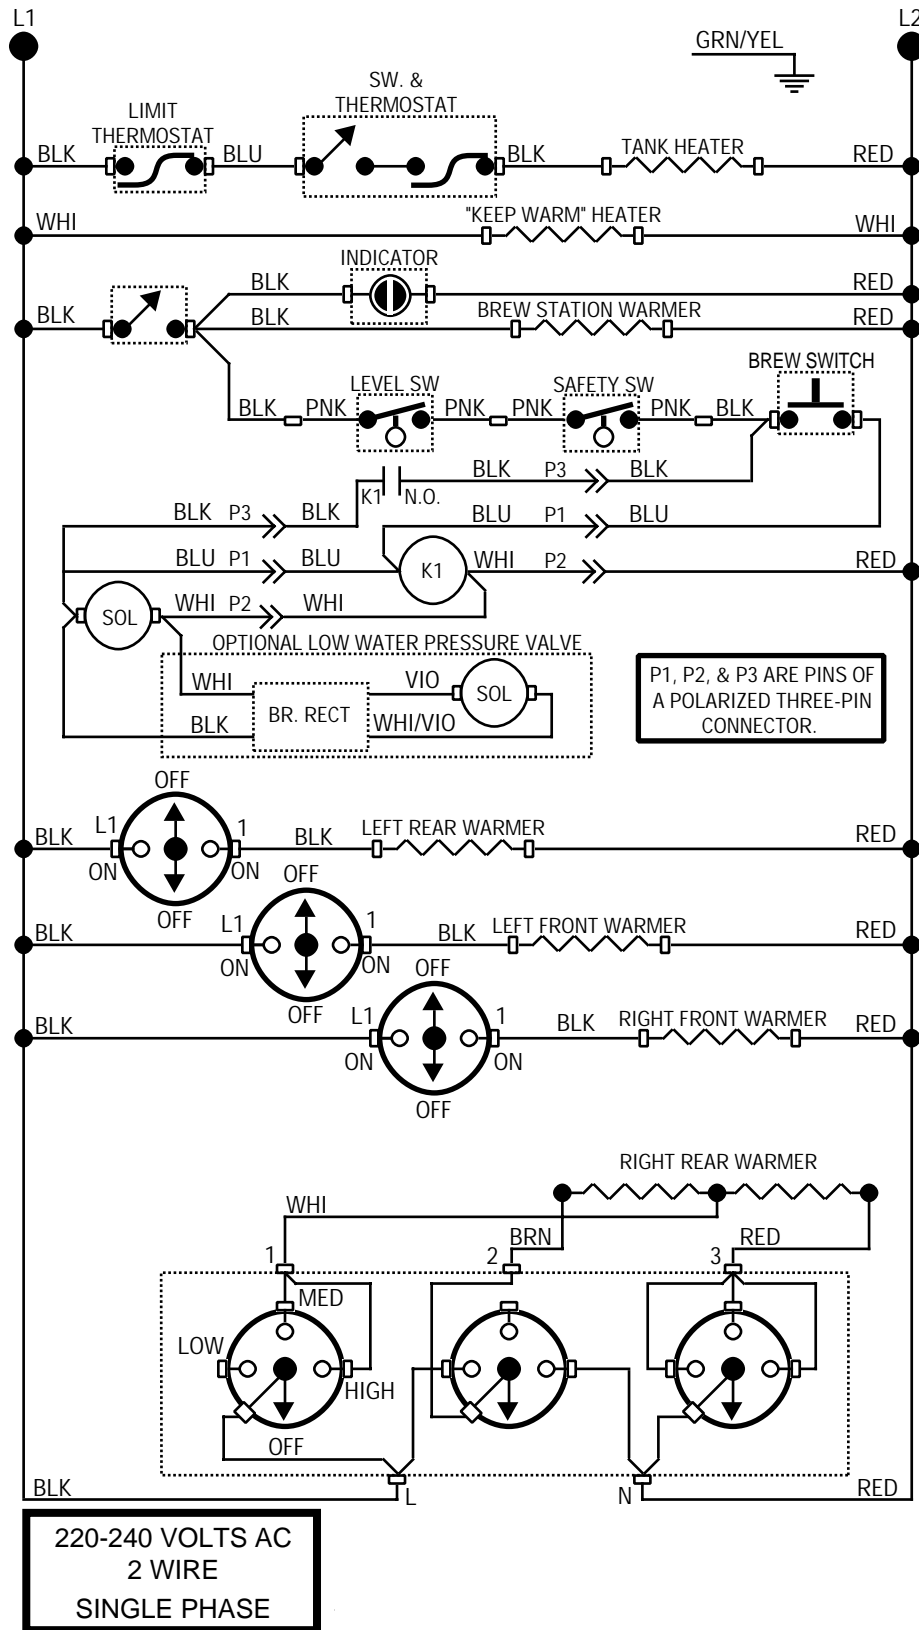 L1 L2
GRN/YEL
SW. &
THERMOSTAT
LIMIT
THERMOSTAT
BLK BLU BLK TANK HEATER RED
WHI "KEEP WARM" HEATER WHI
INDICATOR
BLK RED
BLK BLK BREW STATION WARMER RED
BREW SWITCH
LEVEL SW SAFETY SW
BLK PNK PNK PNK PNK BLK
BLK P3 BLK
K1 N.O.
BLK P3 BLK BLU P1 BLU
BLU P1 BLU K1 WHI P2 RED
SOL WHI P2 WHI
OPTIONAL LOW WATER PRESSURE VALVE
WHI VIO SOL
BR. RECT
BLK WHI/VIO
P1, P2, & P3 ARE PINS OF
A POLARIZED THREE-PIN
CONNECTOR.
OFF
BLK L1 1 BLK LEFT REAR WARMER RED
ON ON
OFF
OFF
BLK L1 1 BLK LEFT FRONT WARMER RED
ON ON
OFF
OFF
BLK L1 1 BLK RIGHT FRONT WARMER RED
ON ON
OFF
RIGHT REAR WARMER
WHI
BRN RED
1 2 3
MED
LOW
HIGH
OFF
BLK L N RED
220-240 VOLTS AC
2 WIRE
SINGLE PHASE